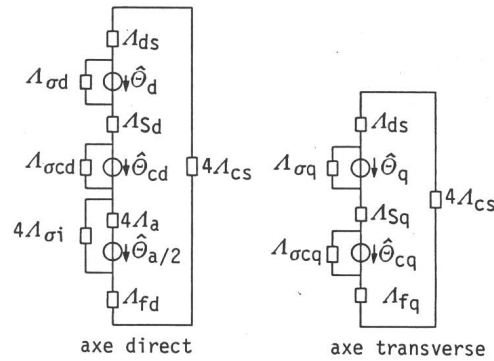 Λds
Λσd
Θ̂d
ΛSd
Λσcd
Θ̂cd
4Λcs
4Λσi
4Λa
Θ̂a/2
Λfd
axe direct
Λds
Λσq
Θ̂q
4Λcs
ΛSq
Λσcq
Θ̂cq
Λfq
axe transverse